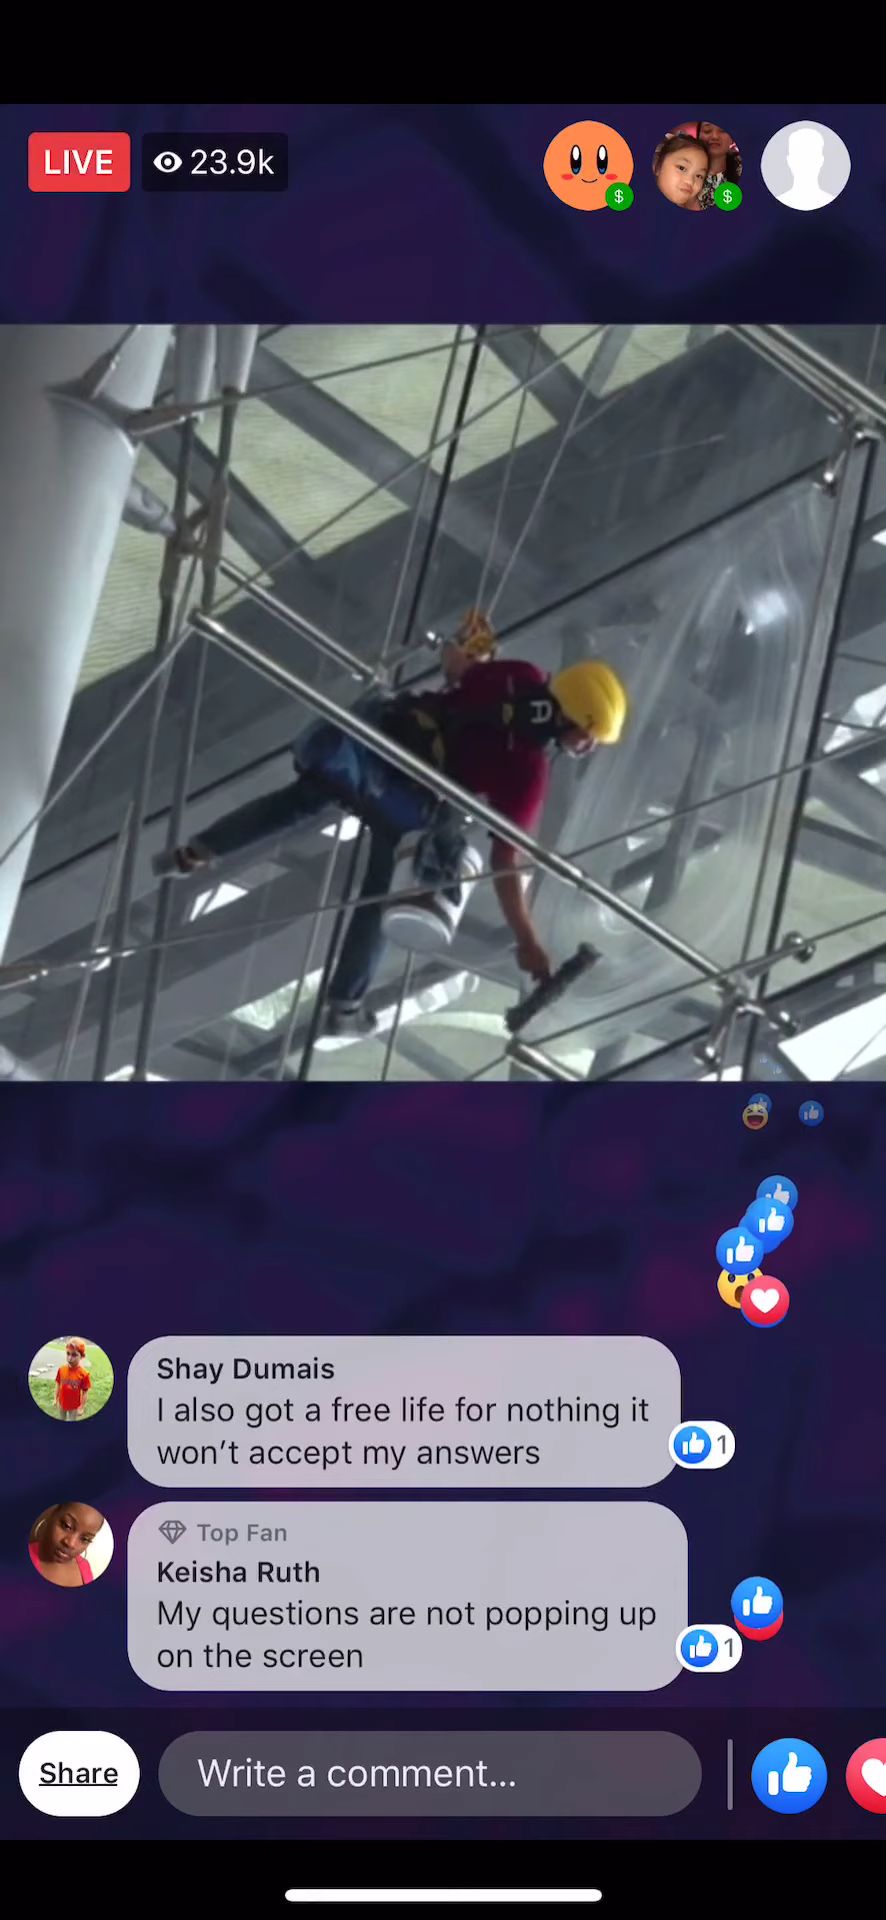 LIVE 23.9k
$ $
Shay Dumais
I also got a free life for nothing it
won't accept my answers
1
Top Fan
Keisha Ruth
My questions are not popping up
on the screen
1
Share Write a comment...